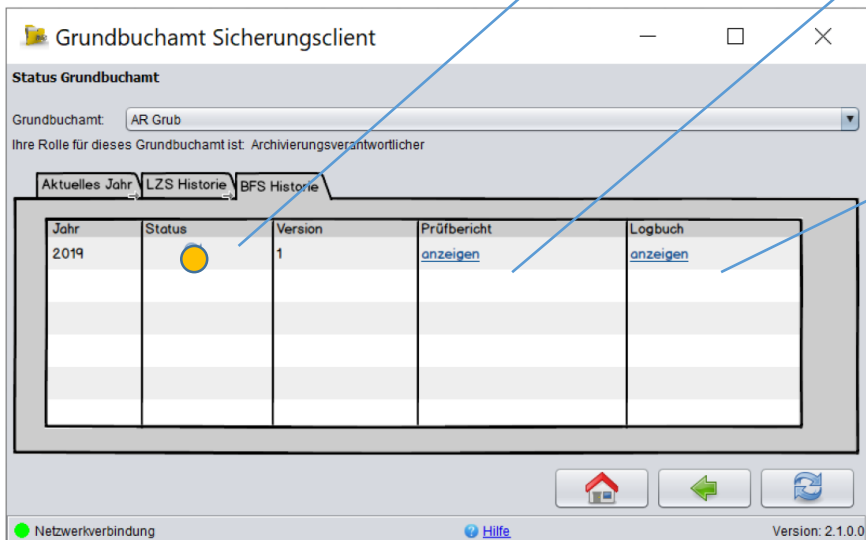 Grundbuchamt Sicherungsclient
Status Grundbuchamt
Grundbuchamt: AR Grub
Ihre Rolle für dieses Grundbuchamt ist: Archivierungsverantwortlicher
Aktuelles Jahr LZS Historie BFS Historie
Jahr Status Version Prüfbericht Logbuch
2019 1 anzeigen anzeigen
Netzwerkverbindung Hilfe Version: 2.1.0.0